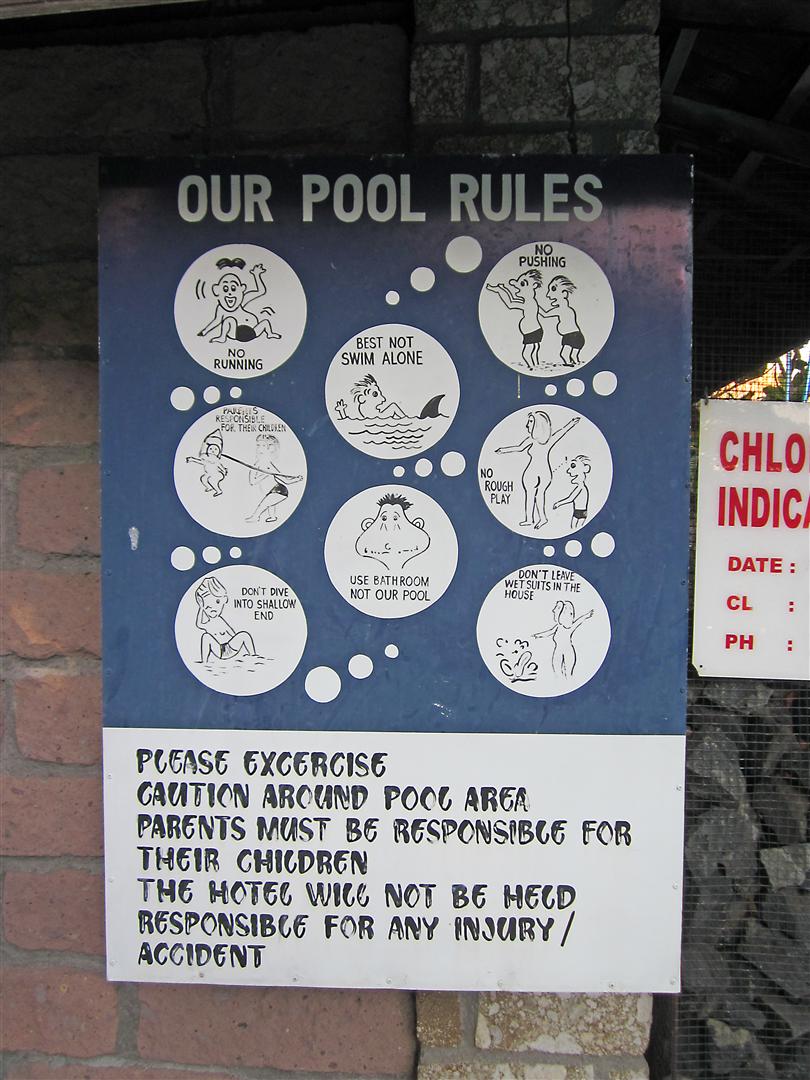 OUR POOL RULES
NO
RUNNING
NO
PUSHING
BEST NOT
SWIM ALONE
PARENTS
RESPONSIBLE
FOR THEIR CHILDREN
NO
ROUGH
PLAY
USE BATHROOM
NOT OUR POOL
DON'T DIVE
INTO SHALLOW
END
DON'T LEAVE
WET SUITS IN THE
HOUSE
PLEASE EXCERCISE
CAUTION AROUND POOL AREA
PARENTS MUST BE RESPONSIBLE FOR
THEIR CHILDREN
THE HOTEL WILL NOT BE HELD
RESPONSIBLE FOR ANY INJURY /
ACCIDENT
CHLO
INDICA
DATE :
CL :
PH :